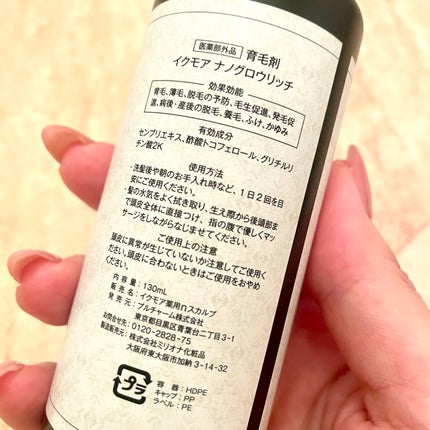 医薬部外品 育毛剤
イクモア ナノグロウリッチ
効果効能
育毛、薄毛、脱毛の予防、毛生促進、発毛促
進、病後・産後の脱毛、養毛、ふけ、かゆみ
有効成分
センブリエキス、酢酸トコフェロール、グリチルリ
チン酸2K
使用方法
・洗髪後や朝のお手入れ時など、1日2回を目
安にご使用ください。
・髪の水気をよく拭き取り、生え際から後頭部ま
で頭皮全体に直接つけ、指の腹で優しくマッ
サージをしながらなじませてください。
ご使用上の注意
頭皮に異常が生じていないか注意してご使用く
ださい。頭皮に合わないときはご使用をおやめ
ください。
内容量:130mL
販売名:イクモア薬用nスカルプ
発売元:プルチャーム株式会社
東京都目黒区青葉台二丁目3-1
お問合せ先:0120-2828-75
製造販売元:株式会社ミリオナ化粧品
大阪府東大阪市加納3-14-32
プラ
容器:HDPE
キャップ:PP
ラベル:PE